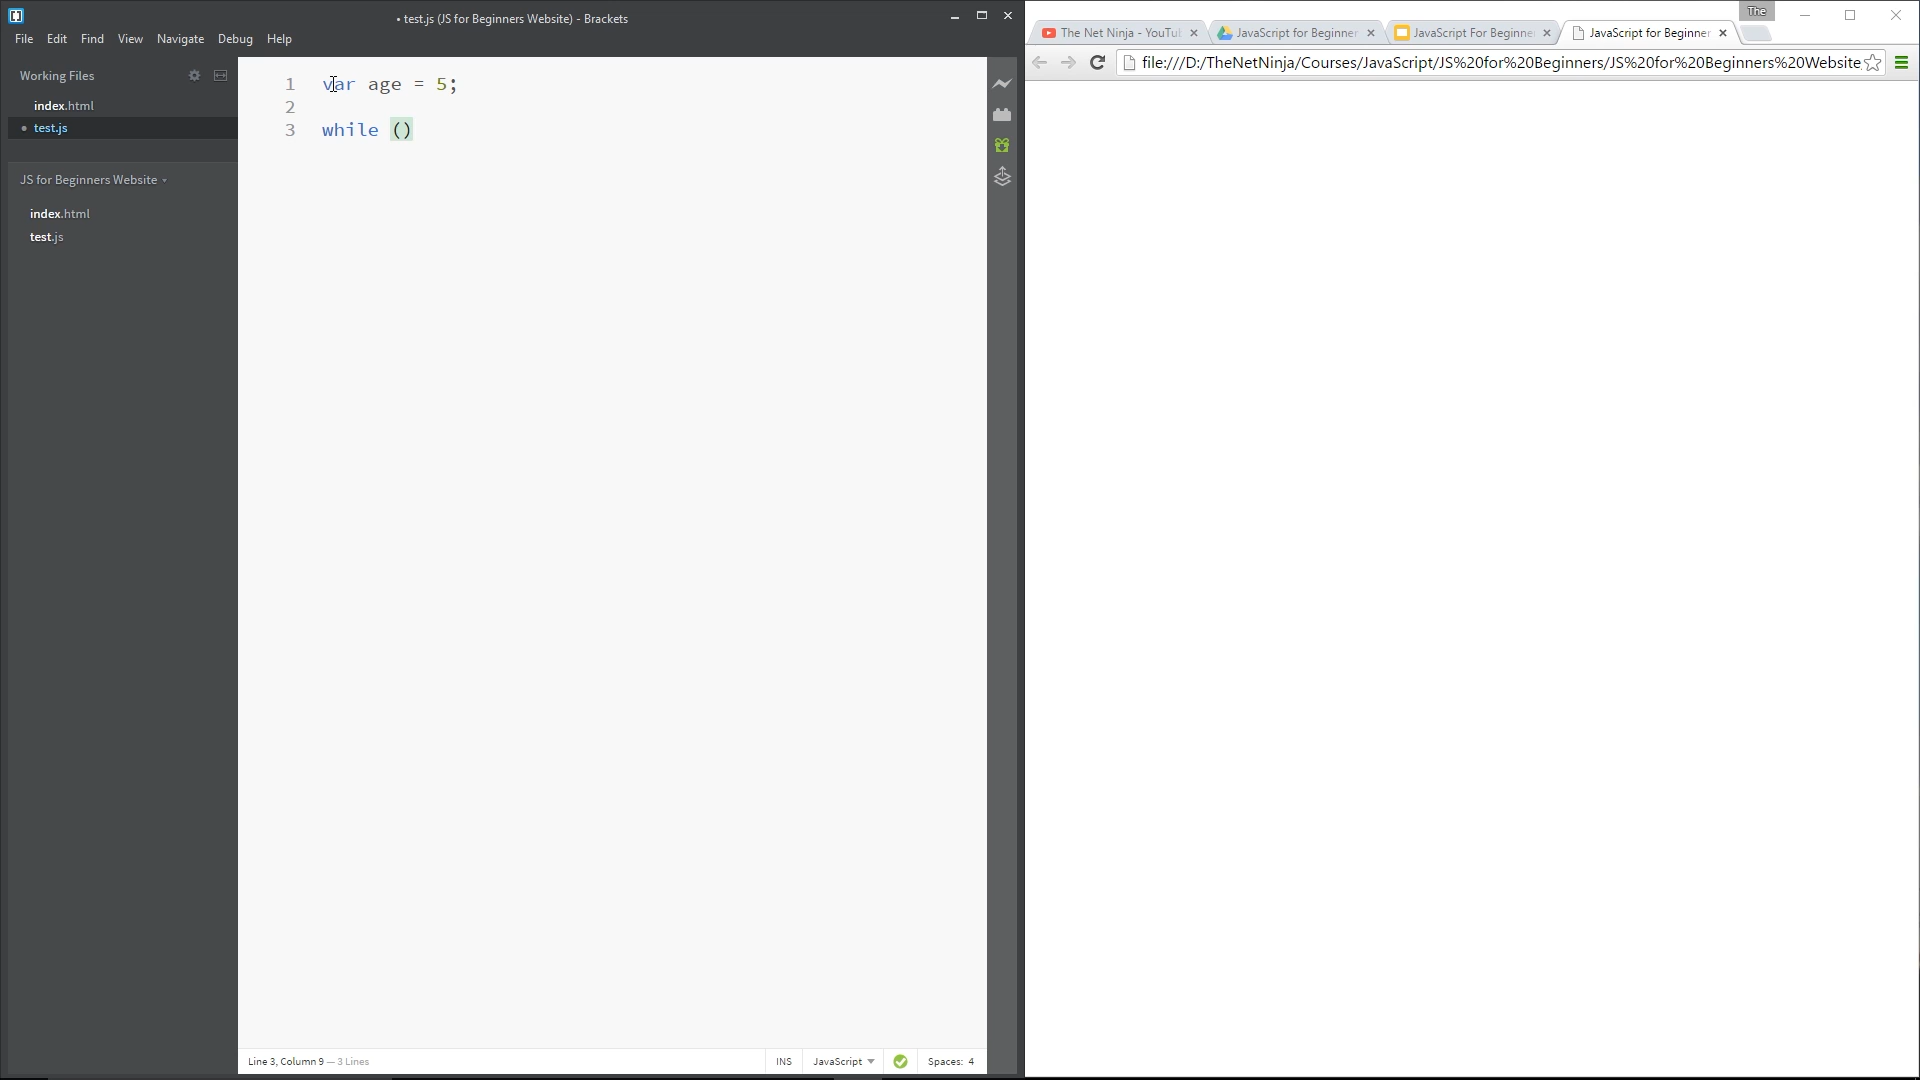 • test.js (JS for Beginners Website) - Brackets
File Edit Find View Navigate Debug Help
Working Files
index.html
• test.js
JS for Beginners Website
index.html
test.js
1 var age = 5;
2
3 while ()
Line 3, Column 9 — 3 Lines
INS JavaScript Spaces: 4
The
The Net Ninja - YouTu JavaScript for Beginner JavaScript For Beginne JavaScript for Beginner
file:///D:/TheNetNinja/Courses/JavaScript/JS%20for%20Beginners/JS%20for%20Beginners%20Website